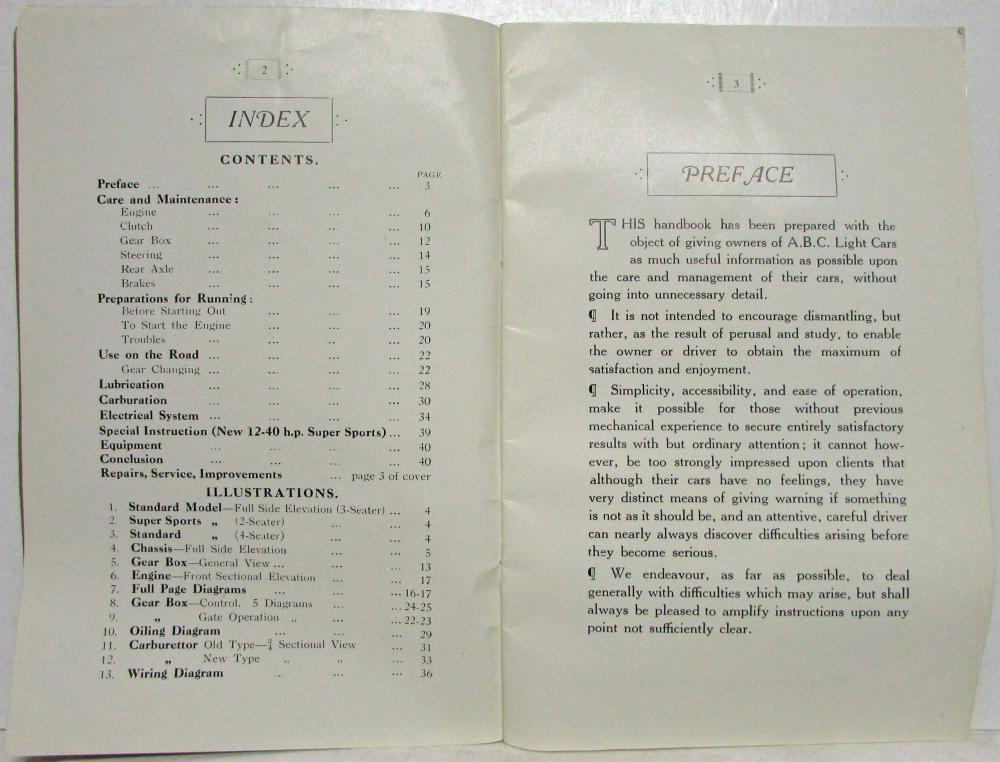 2
INDEX
CONTENTS.
PAGE
Preface ... ... ... ... ... 3
Care and Maintenance:
Engine ... ... ... ... 6
Clutch ... ... ... ... 10
Gear Box ... ... ... ... 12
Steering ... ... ... ... 14
Rear Axle ... ... ... ... 15
Brakes ... ... ... ... 15
Preparations for Running:
Before Starting Out ... ... ... 19
To Start the Engine ... ... ... 20
Troubles ... .. ... ... 20
Use on the Road ... ... ... ... 22
Gear Changing ... ... ... ... 22
Lubrication ... ... ... ... 28
Carburation ... ... ... ... 30
Electrical System ... ... ... ... 34
Special Instruction (New 12-40 h.p. Super Sports) ... 39
Equipment ... ... ... ... 40
Conclusion ... ... ... ... 40
Repairs, Service, Improvements ... page 3 of cover
ILLUSTRATIONS.
1. Standard Model—Full Side Elevation (3-Seater) ... 4
2. Super Sports „ (2-Seater) ... ... 4
3. Standard „ (4-Seater) ... ... 4
4. Chassis—Full Side Elevation ... ... 5
5. Gear Box—General View ... ... ... 13
6. Engine—Front Sectional Elevation ... ... 17
7. Full Page Diagrams ... ... ... 16-17
8. Gear Box—Control, 5 Diagrams ... ... 24-25
9. „ Gate Operation „ ... ... 22-23
10. Oiling Diagram ... ... ... 29
11. Carburettor Old Type—¾ Sectional View ... 31
12. „ New Type „ „ ... 33
13. Wiring Diagram ... ... ... 36
3
PREFACE
THIS handbook has been prepared with the
object of giving owners of A.B.C. Light Cars
as much useful information as possible upon
the care and management of their cars, without
going into unnecessary detail.
¶ It is not intended to encourage dismantling, but
rather, as the result of perusal and study, to enable
the owner or driver to obtain the maximum of
satisfaction and enjoyment.
¶ Simplicity, accessibility, and ease of operation,
make it possible for those without previous
mechanical experience to secure entirely satisfactory
results with but ordinary attention; it cannot how-
ever, be too strongly impressed upon clients that
although their cars have no feelings, they have
very distinct means of giving warning if something
is not as it should be, and an attentive, careful driver
can nearly always discover difficulties arising before
they become serious.
¶ We endeavour, as far as possible, to deal
generally with difficulties which may arise, but shall
always be pleased to amplify instructions upon any
point not sufficiently clear.